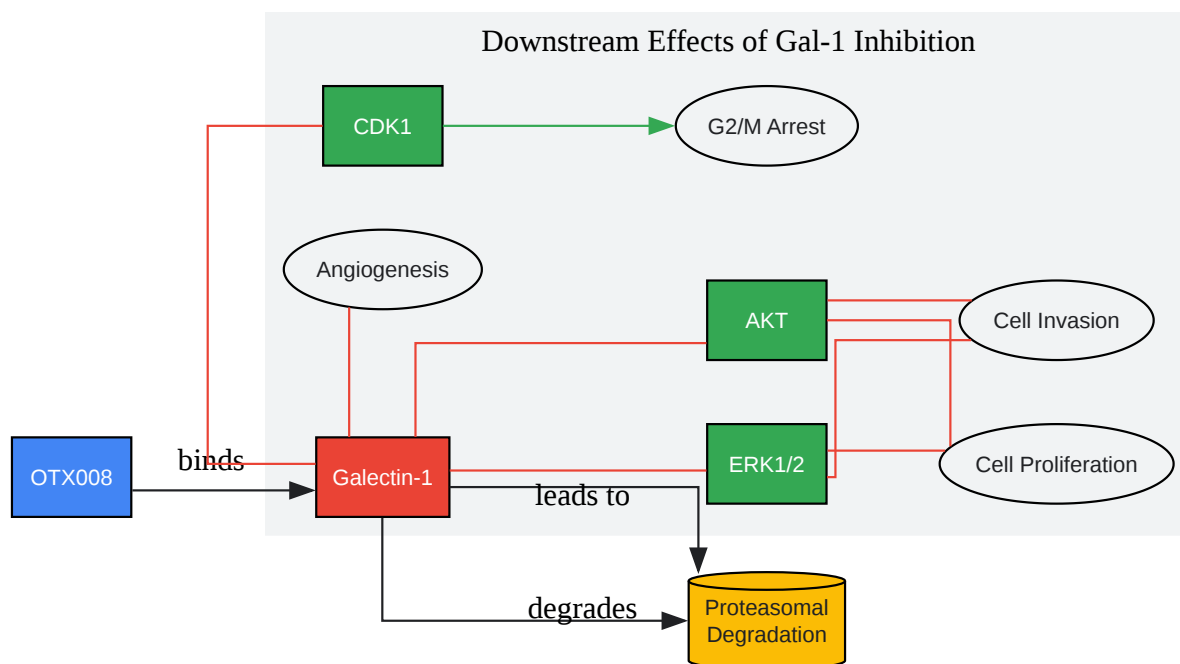 Downstream Effects of Gal-1 Inhibition
CDK1
G2/M Arrest
Angiogenesis
AKT
Cell Invasion
OTX008
binds
Galectin-1
leads to
ERK1/2
Cell Proliferation
degrades
Proteasomal
Degradation